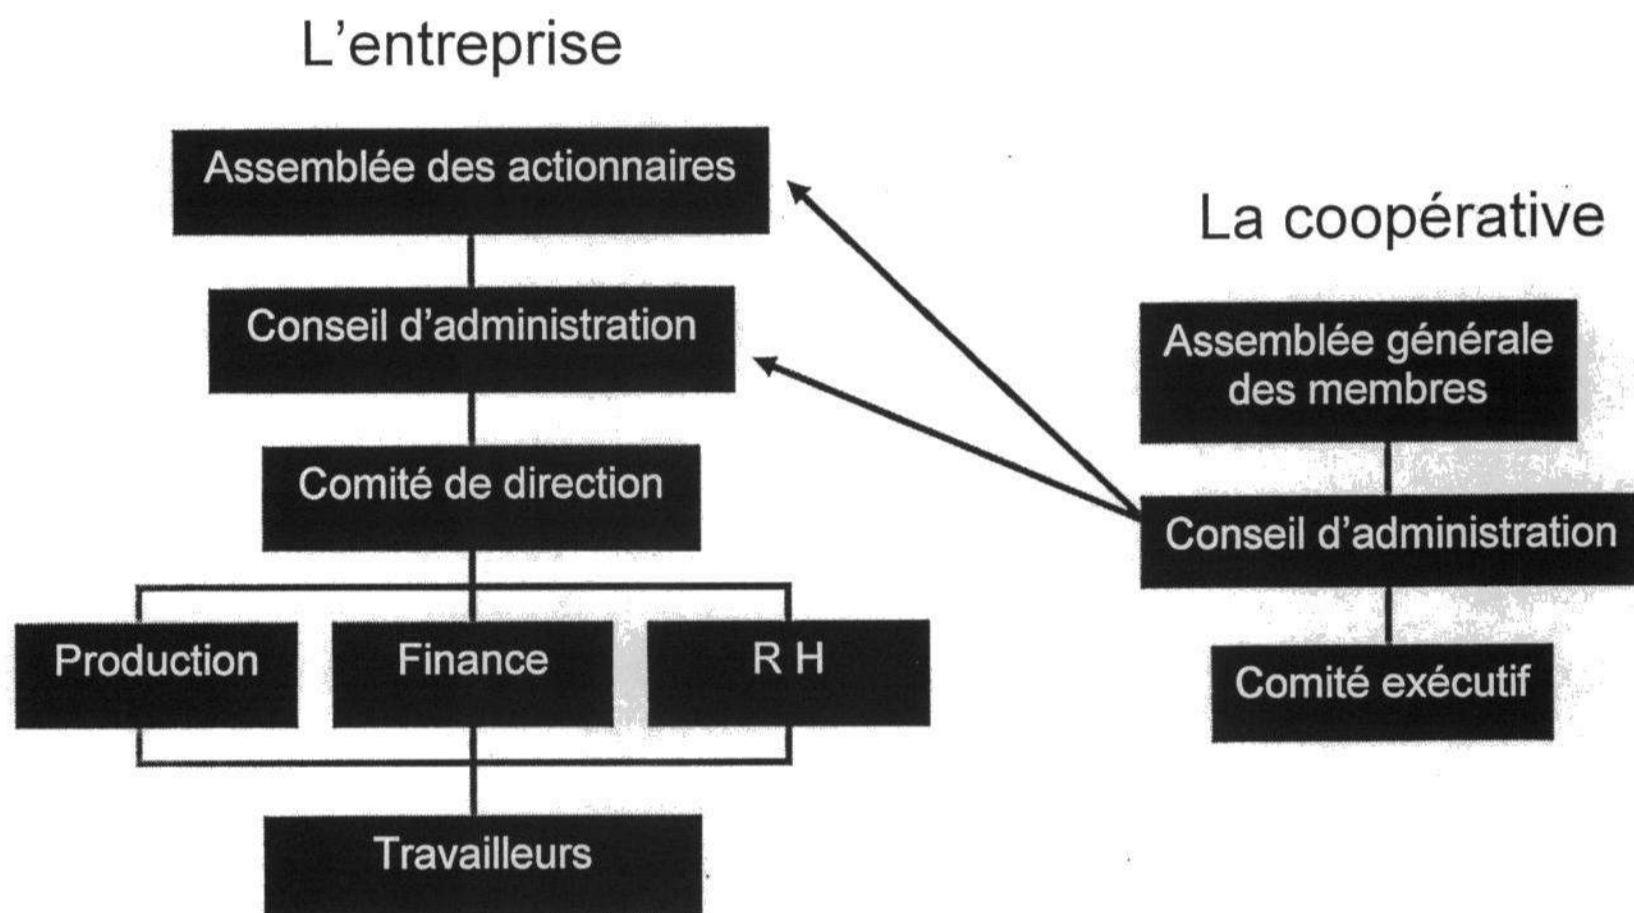 L'entreprise
Assemblée des actionnaires
Conseil d'administration
Comité de direction
Production
Finance
R H
Travailleurs
La coopérative
Assemblée générale
des membres
Conseil d'administration
Comité exécutif